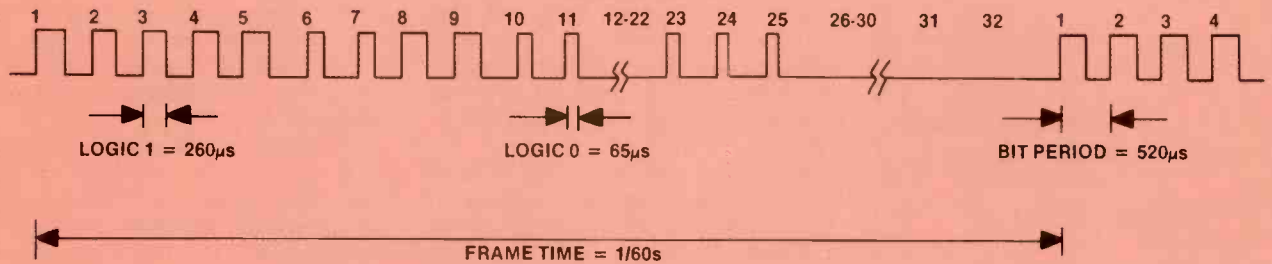 1 2 3 4 5 6 7 8 9 10 11 12-22 23 24 25 26-30 31 32 1 2 3 4
LOGIC 1 = 260µs
LOGIC 0 = 65µs
BIT PERIOD = 520µs
FRAME TIME = 1/60s